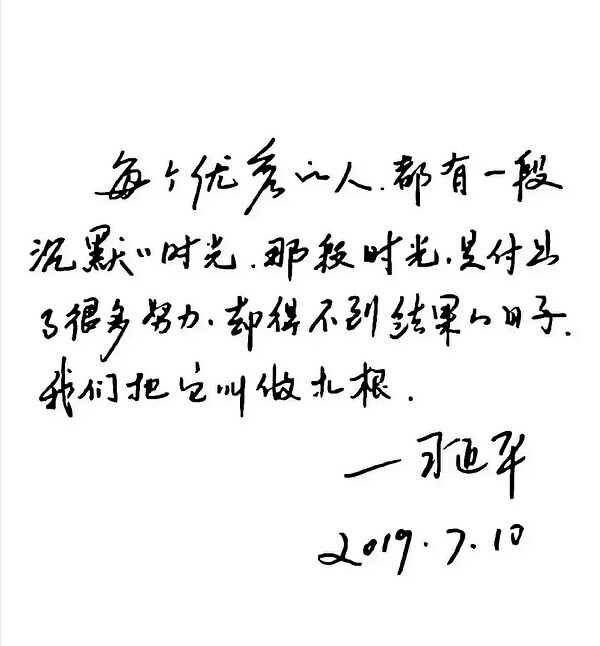 每个优秀的人.都有一段
沉默的时光.那段时光.是付出
了很多努力.却得不到结果的日子.
我们把它叫做扎根.
—习近平
2019.7.10